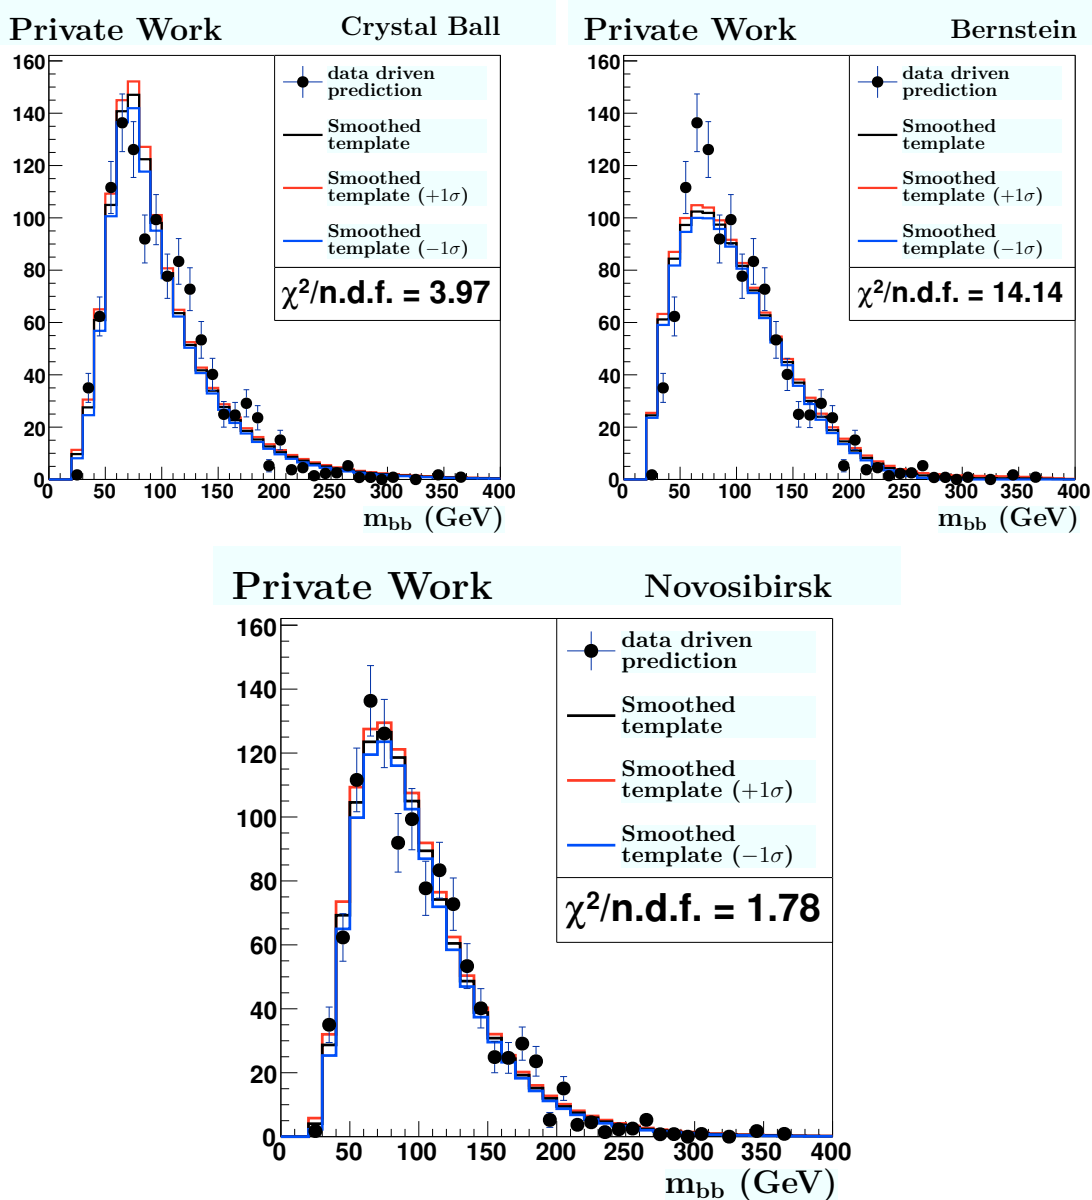 Private Work
Crystal Ball
160
140
120
100
80
60
40
20
0
0 50 100 150 200 250 300 350 400
m_bb (GeV)
data driven
prediction
Smoothed
template
Smoothed
template (+1σ)
Smoothed
template (−1σ)
χ²/n.d.f. = 3.97
Private Work
Bernstein
160
140
120
100
80
60
40
20
0
0 50 100 150 200 250 300 350 400
m_bb (GeV)
data driven
prediction
Smoothed
template
Smoothed
template (+1σ)
Smoothed
template (−1σ)
χ²/n.d.f. = 14.14
Private Work
Novosibirsk
160
140
120
100
80
60
40
20
0
0 50 100 150 200 250 300 350 400
m_bb (GeV)
data driven
prediction
Smoothed
template
Smoothed
template (+1σ)
Smoothed
template (−1σ)
χ²/n.d.f. = 1.78